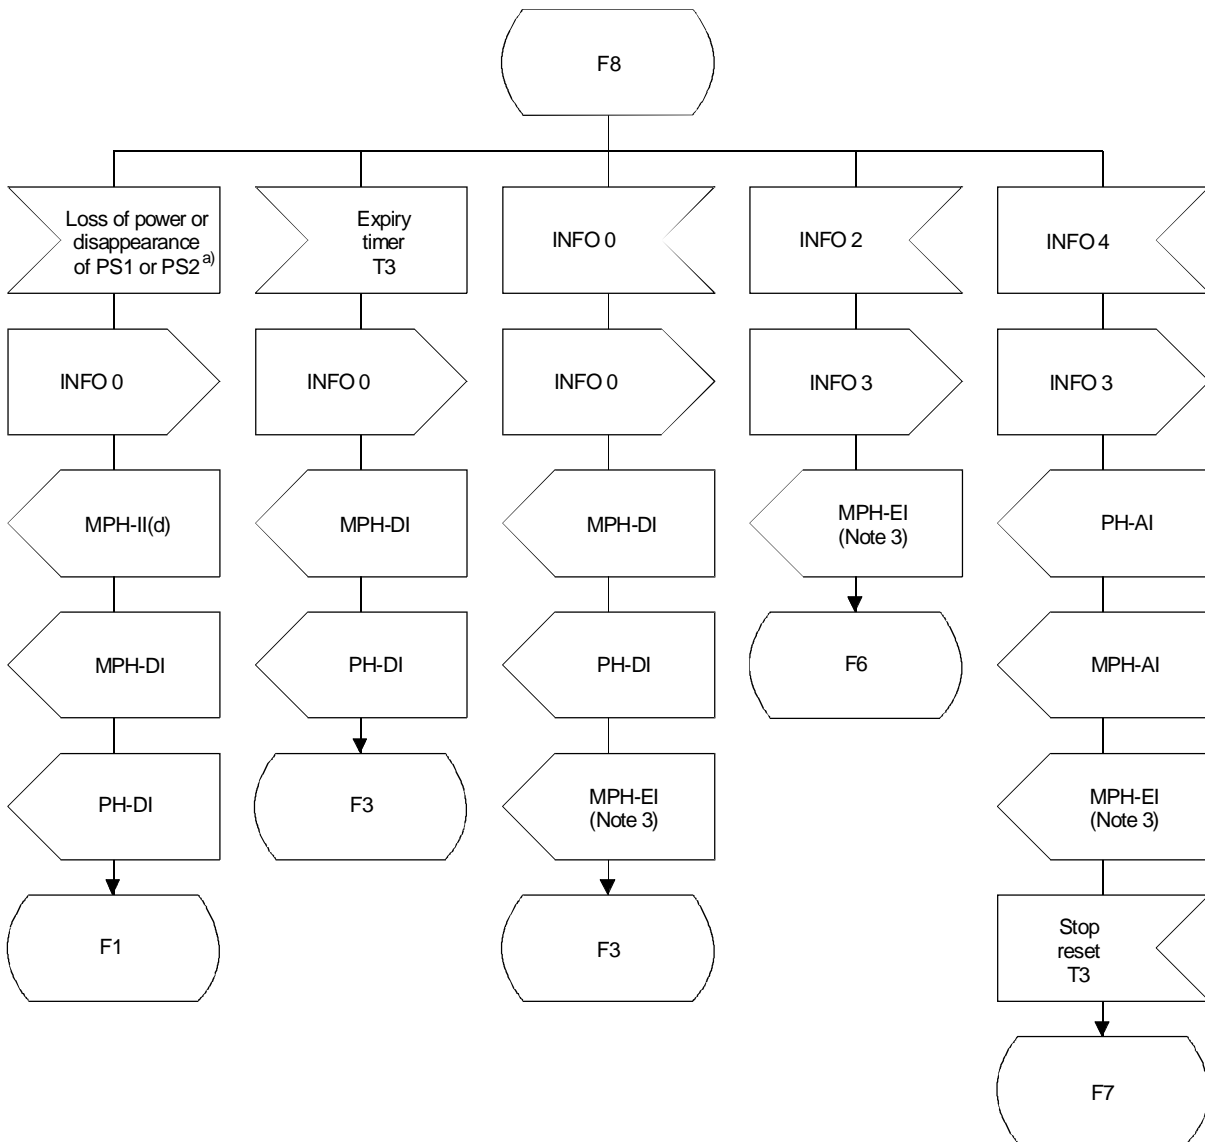 F8
Loss of power or
disappearance
of PS1 or PS2 a)
Expiry
timer
T3
INFO 0
INFO 2
INFO 4
INFO 0
INFO 0
INFO 0
INFO 3
INFO 3
MPH-II(d)
MPH-DI
MPH-DI
MPH-EI
(Note 3)
PH-AI
MPH-DI
PH-DI
PH-DI
F6
MPH-AI
PH-DI
F3
MPH-EI
(Note 3)
MPH-EI
(Note 3)
F1
F3
Stop
reset
T3
F7